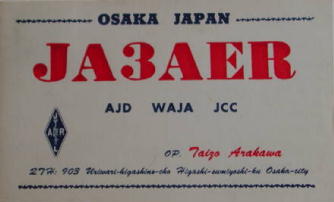 OSAKA JAPAN
JA3AER
AJD WAJA JCC
OP. Taizo Arakawa
QTH: 903 Uriwari-higashino-cho Higashi-sumiyoshi-ku Osaka-city